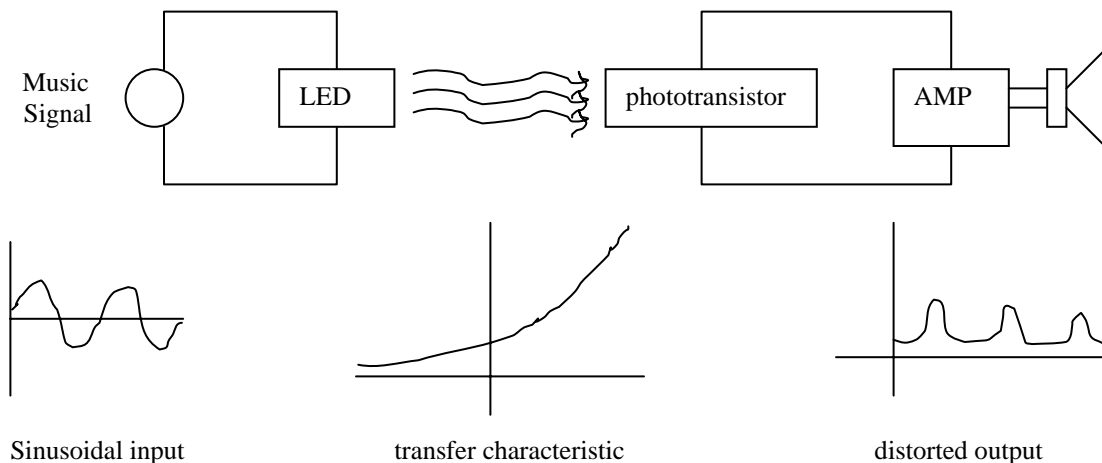 Music
Signal
LED
phototransistor
AMP
Sinusoidal input
transfer characteristic
distorted output